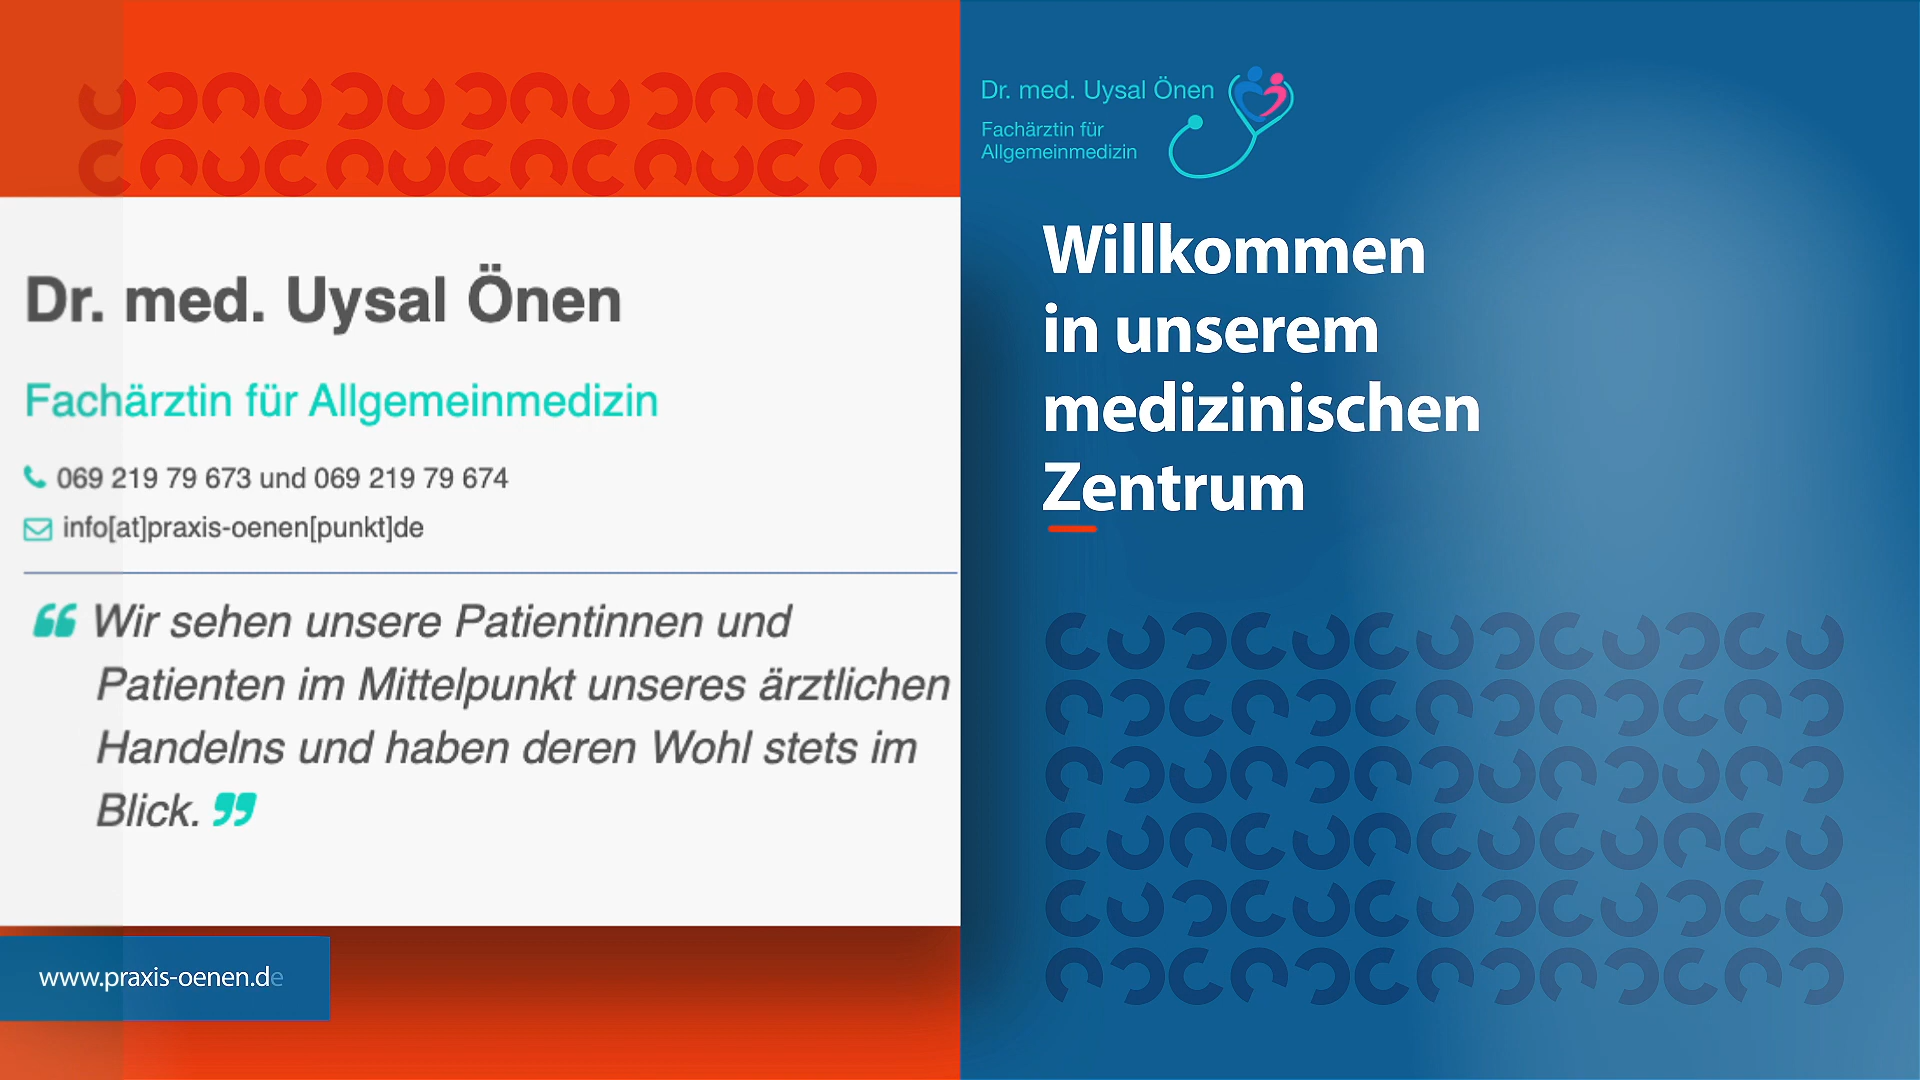 Dr. med. Uysal Önen
Fachärztin für Allgemeinmedizin
069 219 79 673 und 069 219 79 674
info[at]praxis-oenen[punkt]de
“ Wir sehen unsere Patientinnen und
Patienten im Mittelpunkt unseres ärztlichen
Handelns und haben deren Wohl stets im
Blick. ”
www.praxis-oenen.de
Dr. med. Uysal Önen
Fachärztin für
Allgemeinmedizin
Willkommen
in unserem
medizinischen
Zentrum